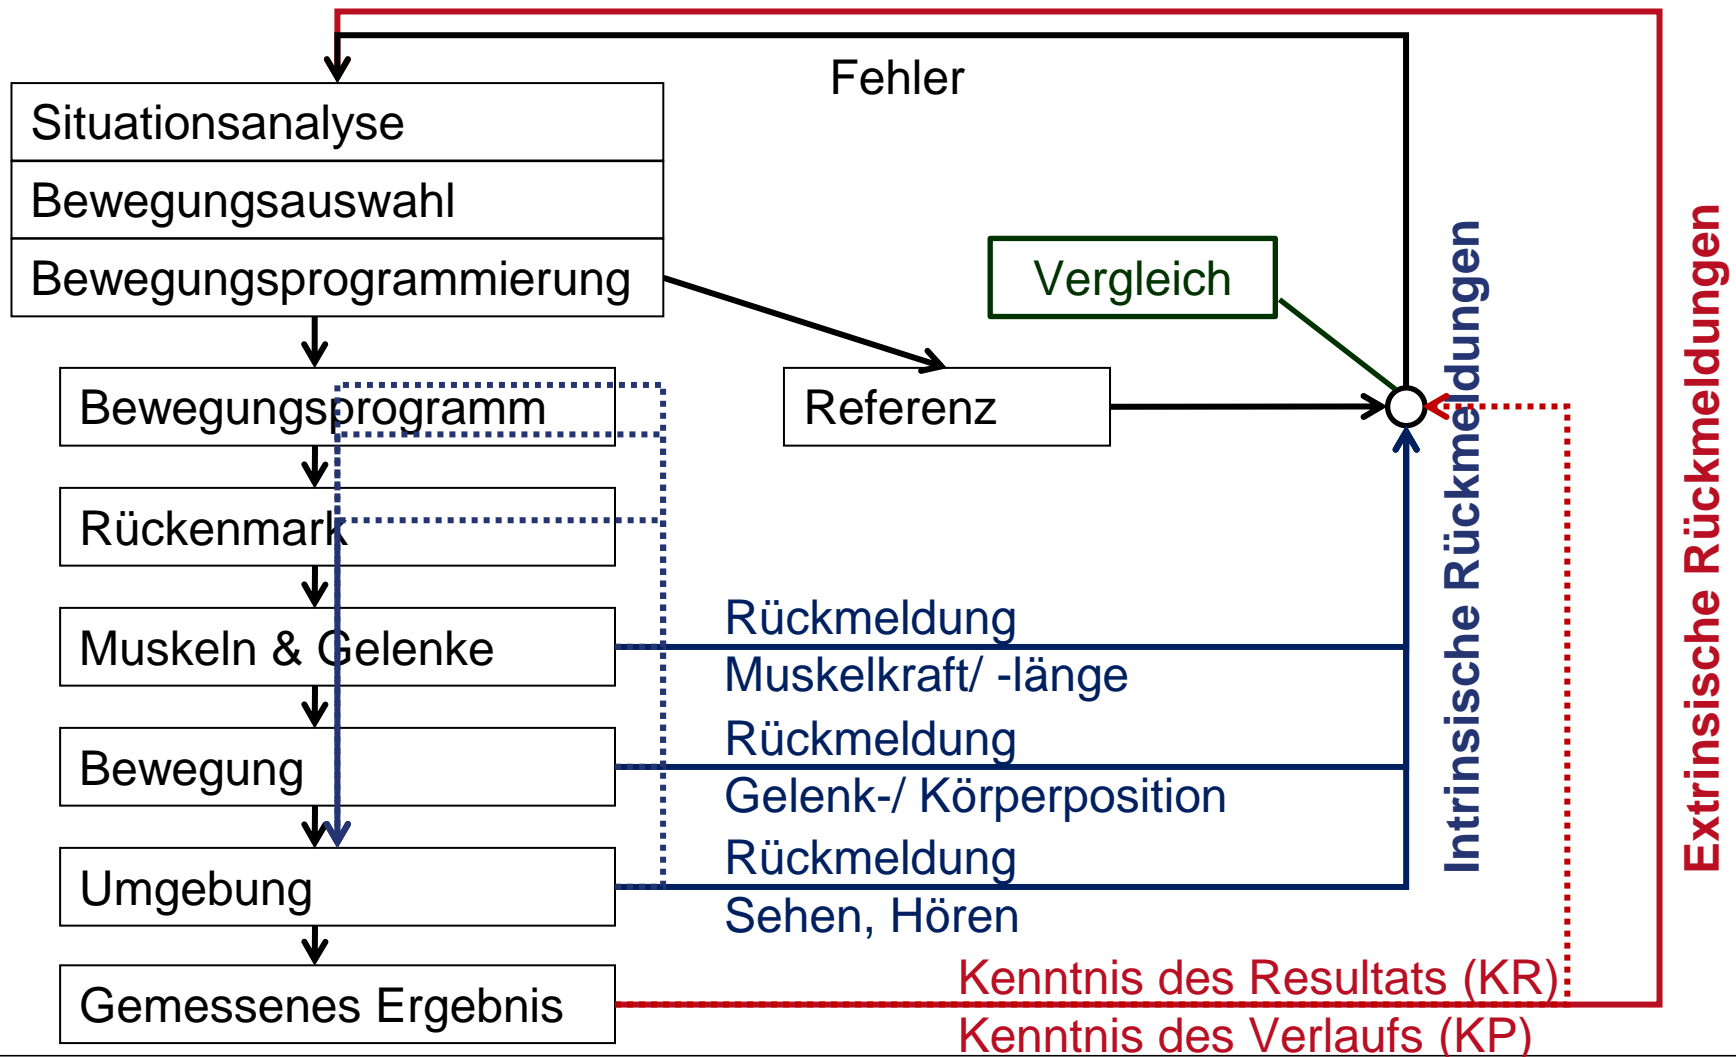 Fehler
Situationsanalyse
Bewegungsauswahl
Bewegungsprogrammierung
Vergleich
Bewegungsprogramm
Referenz
Rückenmark
Muskeln & Gelenke
Rückmeldung
Muskelkraft/ -länge
Bewegung
Rückmeldung
Gelenk-/ Körperposition
Umgebung
Rückmeldung
Sehen, Hören
Gemessenes Ergebnis
Kenntnis des Resultats (KR)
Kenntnis des Verlaufs (KP)
Intrinsische Rückmeldungen
Extrinsische Rückmeldungen